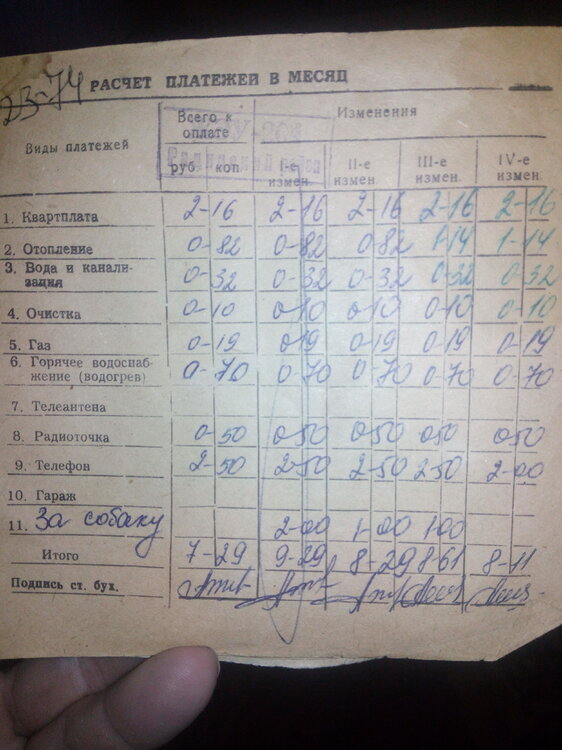 23-74
РАСЧЕТ ПЛАТЕЖЕЙ В МЕСЯЦ
Виды платежей Всего к оплате Изменения
руб коп. I-е измен. II-е измен III-е измен. IV-е измен.
1. Квартплата 2-16 2-16 2-16 2-16 2-16
2. Отопление 0-82 0-82 0-82 1-14 1-14
3. Вода и канали-
зация 0-32 0-32 0-32 0-32 0-32
4. Очистка 0-10 0-10 0-10 0-10 0-10
5. Газ 0-19 0-19 0-19 0-19 0-19
6. Горячее водоснаб-
жение (водогрев) 0-70 0-70 0-70 0-70 0-70
7. Телеантена
8. Радиоточка 0-50 0-50 0-50 0-50 0-50
9. Телефон 2-50 2-50 2-50 2-50 2-00
10. Гараж
11. За собаку 2-00 1-00 1-00
Итого 7-29 9-29 8-29 8-61 8-11
Подпись ст. бух.